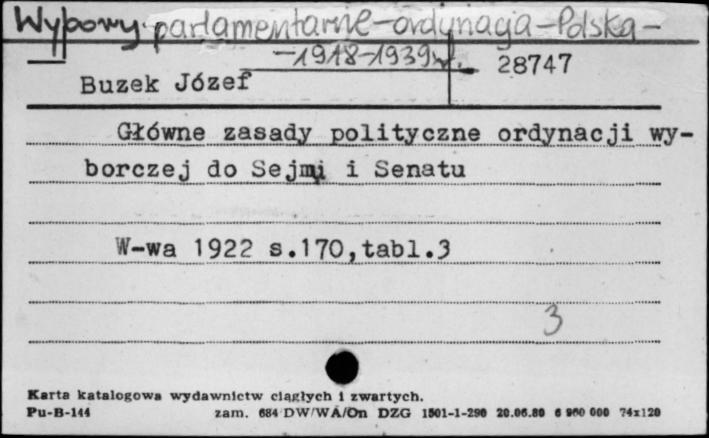 Wybory parlamentarne-ordynacja-Polska-
-1918-1939r. 28747
Buzek Józef
Główne zasady polityczne ordynacji wy-
borczej do Sejmu i Senatu
W-wa 1922 s.170,tabl.3
3
Karta katalogowa wydawnictw ciągłych i zwartych.
Pu-B-144 zam. 684 DW/WA/On DZG 1501-1-290 20.06.80 6 960 000 74x120